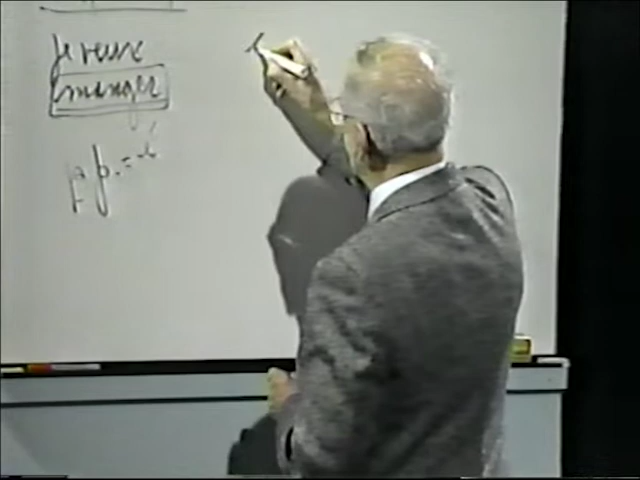 je veux
manger
p.p. = é